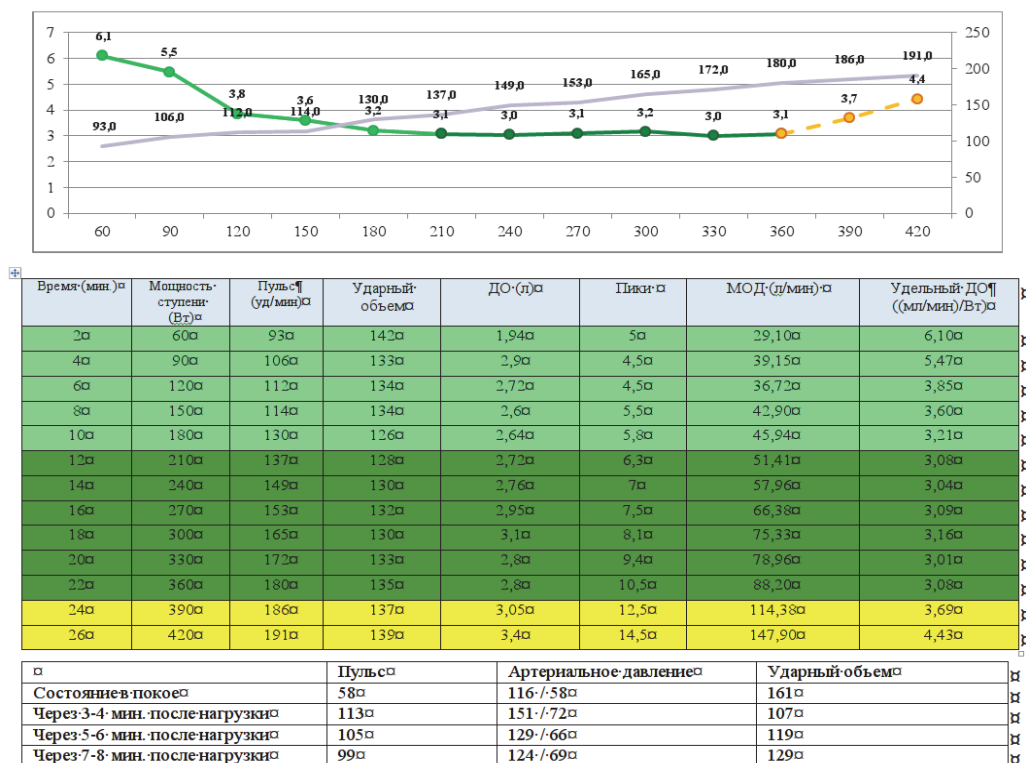 7 250
6 200
5 150
4 100
3 50
2 0
1
0
6,1 5,5 3,8 3,6 3,2 3,1 3,0 3,1 3,2 3,0 3,1 3,7 4,4
93,0 106,0 112,0 114,0 130,0 137,0 149,0 153,0 165,0 172,0 180,0 186,0 191,0
60 90 120 150 180 210 240 270 300 330 360 390 420
Время·(мин.)¤ Мощность·ступени·(Вт)¤ Пульс¶ (уд/мин)¤ Ударный·объем¤ ДО·(л)¤ Пики·¤ МОД·(л/мин)·¤ Удельный·ДО¶ ((мл/мин)/Вт)¤ ¤
2¤ 60¤ 93¤ 142¤ 1,94¤ 5¤ 29,10¤ 6,10¤ ¤
4¤ 90¤ 106¤ 133¤ 2,9¤ 4,5¤ 39,15¤ 5,47¤ ¤
6¤ 120¤ 112¤ 134¤ 2,72¤ 4,5¤ 36,72¤ 3,85¤ ¤
8¤ 150¤ 114¤ 134¤ 2,6¤ 5,5¤ 42,90¤ 3,60¤ ¤
10¤ 180¤ 130¤ 126¤ 2,64¤ 5,8¤ 45,94¤ 3,21¤ ¤
12¤ 210¤ 137¤ 128¤ 2,72¤ 6,3¤ 51,41¤ 3,08¤ ¤
14¤ 240¤ 149¤ 130¤ 2,76¤ 7¤ 57,96¤ 3,04¤ ¤
16¤ 270¤ 153¤ 132¤ 2,95¤ 7,5¤ 66,38¤ 3,09¤ ¤
18¤ 300¤ 165¤ 130¤ 3,1¤ 8,1¤ 75,33¤ 3,16¤ ¤
20¤ 330¤ 172¤ 133¤ 2,8¤ 9,4¤ 78,96¤ 3,01¤ ¤
22¤ 360¤ 180¤ 135¤ 2,8¤ 10,5¤ 88,20¤ 3,08¤ ¤
24¤ 390¤ 186¤ 137¤ 3,05¤ 12,5¤ 114,38¤ 3,69¤ ¤
26¤ 420¤ 191¤ 139¤ 3,4¤ 14,5¤ 147,90¤ 4,43¤ ¤
¤ Пульс¤ Артериальное·давление¤ Ударный·объем¤ ¤
Состояние·в·покое¤ 58¤ 116·/·58¤ 161¤ ¤
Через·3-4·мин.·после·нагрузки¤ 113¤ 151·/·72¤ 107¤ ¤
Через·5-6·мин.·после·нагрузки¤ 105¤ 129·/·66¤ 119¤ ¤
Через·7-8·мин.·после·нагрузки¤ 99¤ 124·/·69¤ 129¤ ¤